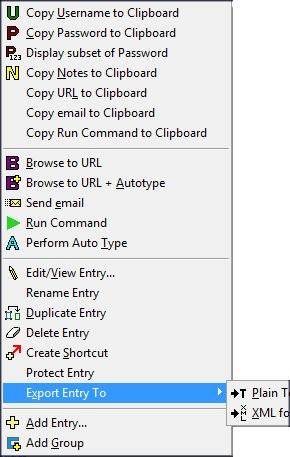 Copy Username to Clipboard
Copy Password to Clipboard
Display subset of Password
Copy Notes to Clipboard
Copy URL to Clipboard
Copy email to Clipboard
Copy Run Command to Clipboard
Browse to URL
Browse to URL + Autotype
Send email
Run Command
Perform Auto Type
Edit/View Entry...
Rename Entry
Duplicate Entry
Delete Entry
Create Shortcut
Protect Entry
Export Entry To
Plain T
XML fo
Add Entry...
Add Group